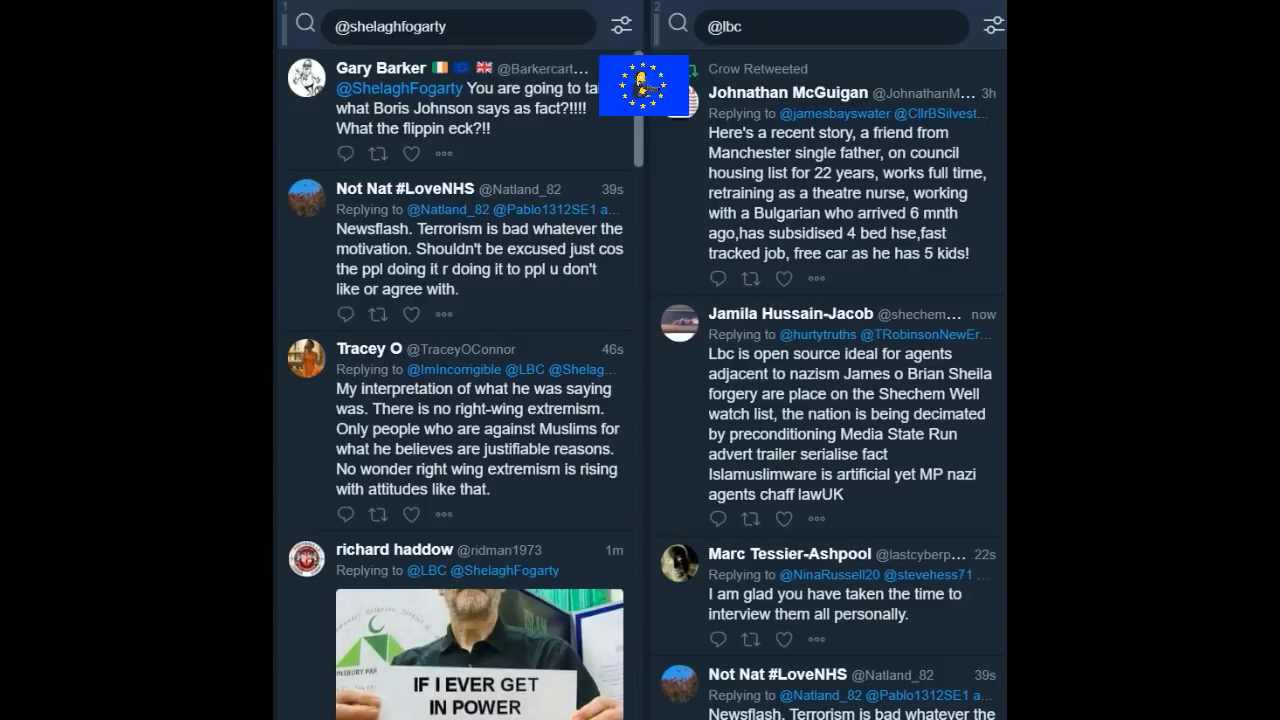 1
@shelaghfogarty
Gary Barker @Barkercart...
@ShelaghFogarty You are going to
what Boris Johnson says as fact?!!!!
What the flippin eck?!!
Not Nat #LoveNHS @Natland_82 39s
Replying to @Natland_82 @Pablo1312SE1 a...
Newsflash. Terrorism is bad whatever the
motivation. Shouldn't be excused just cos
the ppl doing it r doing it to ppl u don't
like or agree with.
Tracey O @TraceyOConnor 46s
Replying to @ImIncorrigible @LBC @Shelag...
My interpretation of what he was saying
was. There is no right-wing extremism.
Only people who are against Muslims for
what he believes are justifiable reasons.
No wonder right wing extremism is rising
with attitudes like that.
richard haddow @ridman1973 1m
Replying to @LBC @ShelaghFogarty
ISLAM
NSBURY PAR
IF I EVER GET
IN POWER
2
@lbc
Crow Retweeted
Johnathan McGuigan @JohnathanM... 3h
Replying to @jamesbayswater @CllrBSilvest...
Here's a recent story, a friend from
Manchester single father, on council
housing list for 22 years, works full time,
retraining as a theatre nurse, working
with a Bulgarian who arrived 6 mnth
ago,has subsidised 4 bed hse,fast
tracked job, free car as he has 5 kids!
Jamila Hussain-Jacob @shechem... now
Replying to @hurtytruths @TRobinsonNewEr...
Lbc is open source ideal for agents
adjacent to nazism James o Brian Sheila
forgery are place on the Shechem Well
watch list, the nation is being decimated
by preconditioning Media State Run
advert trailer serialise fact
Islamuslimware is artificial yet MP nazi
agents chaff lawUK
Marc Tessier-Ashpool @lastcyberp... 22s
Replying to @NinaRussell20 @stevehess71 ...
I am glad you have taken the time to
interview them all personally.
Not Nat #LoveNHS @Natland_82 39s
Replying to @Natland_82 @Pablo1312SE1 a...
Newsflash. Terrorism is bad whatever the